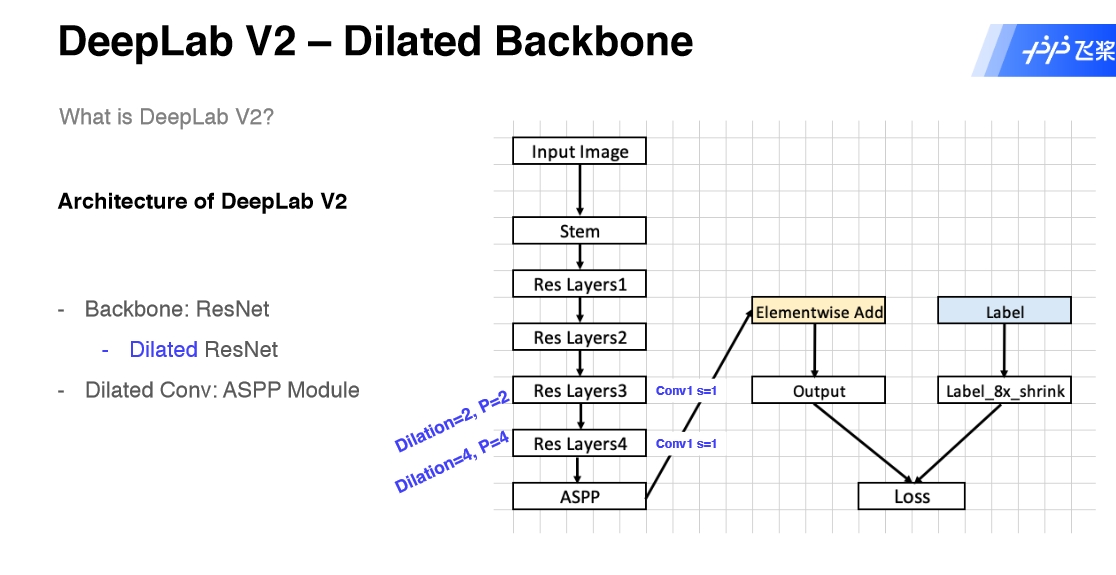 DeepLab V2 – Dilated Backbone
飞桨
What is DeepLab V2?
Architecture of DeepLab V2
- Backbone: ResNet
- Dilated ResNet
- Dilated Conv: ASPP Module
Input Image
Stem
Res Layers1
Res Layers2
Res Layers3
Conv1 s=1
Dilation=2, P=2
Res Layers4
Conv1 s=1
Dilation=4, P=4
ASPP
Elementwise Add
Label
Output
Label_8x_shrink
Loss